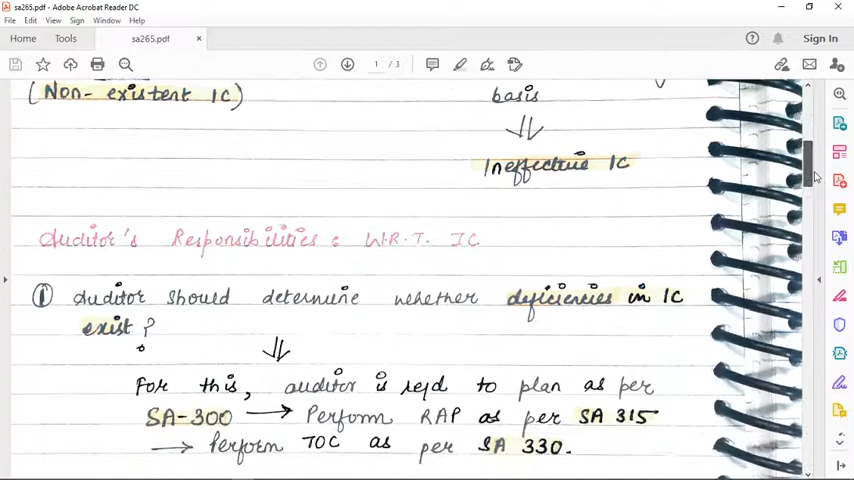 sa265.pdf - Adobe Acrobat Reader DC
File Edit View Sign Window Help
Home Tools sa265.pdf × Sign In
1 / 3
(Non-existent IC)
basis
Ineffective IC
Auditor's Responsibilities: W.R.T. IC
① Auditor should determine whether deficiencies in IC
exist?
For this, auditor is reqd to plan as per
SA-300 → Perform RAP as per SA 315
→ Perform TOC as per SA 330.